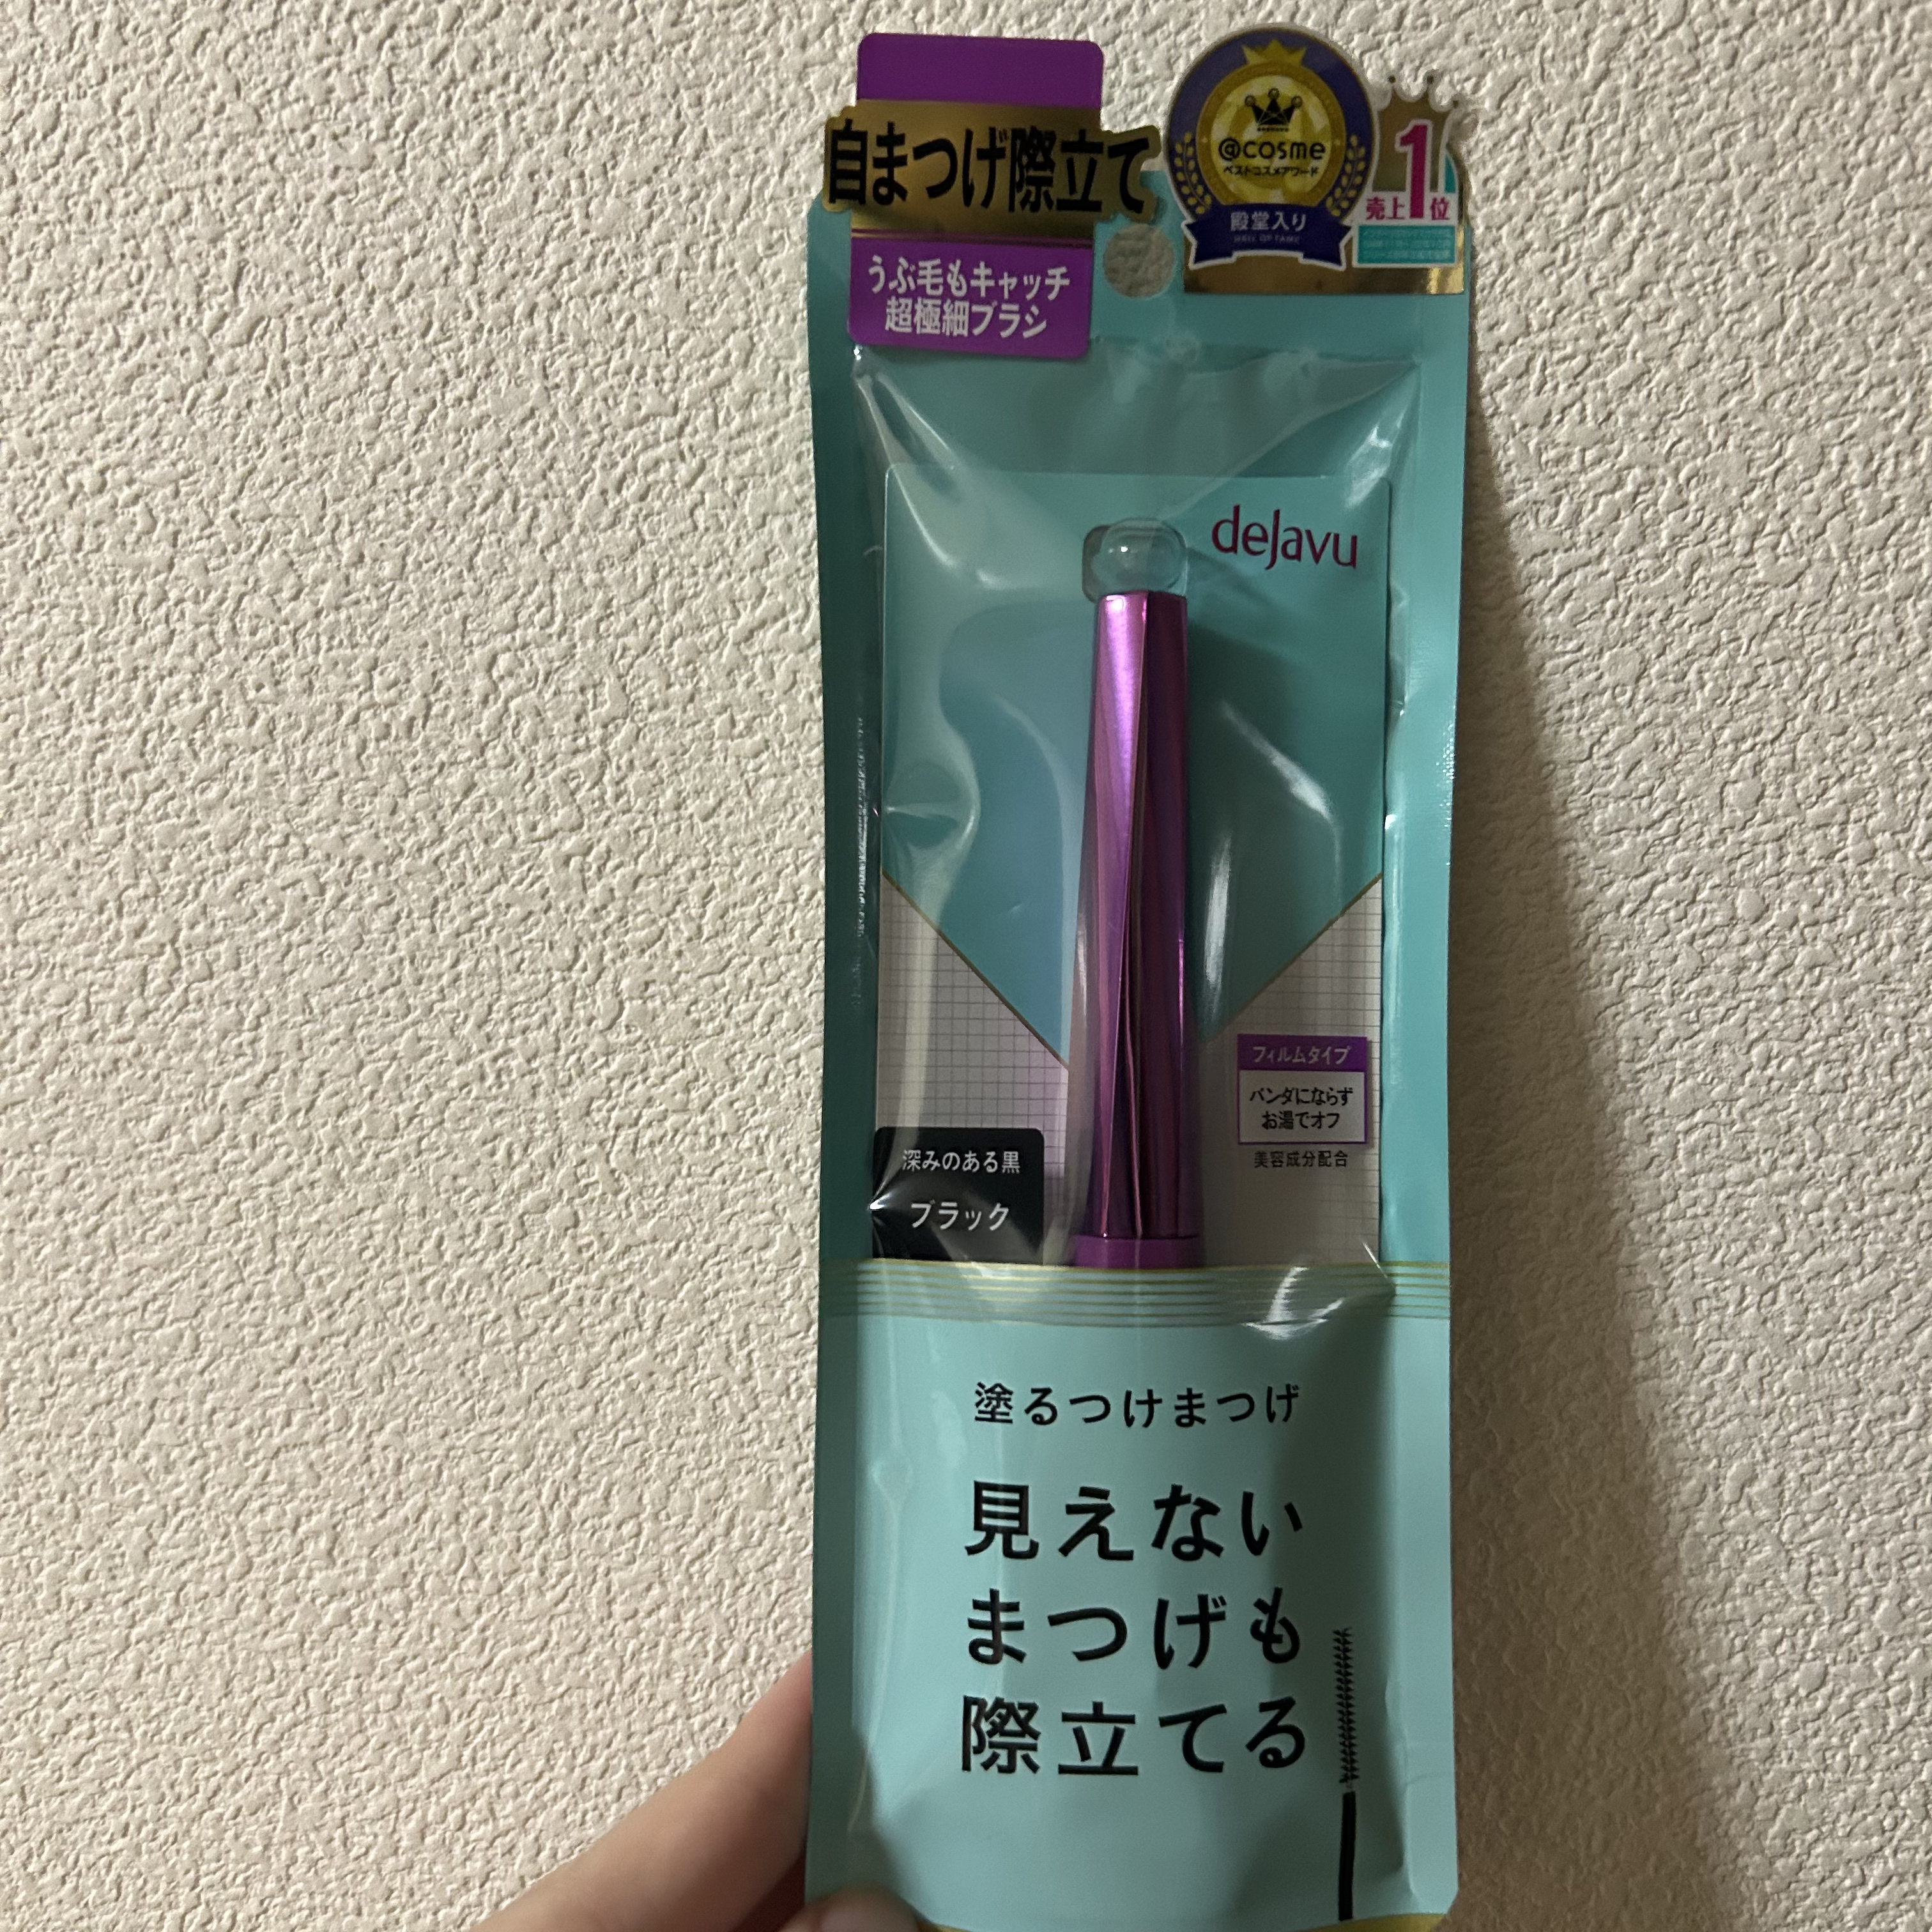 自まつげ際立て
うぶ毛もキャッチ
超極細ブラシ
@cosme
ベストコスメアワード
殿堂入り
HALL OF FAME
売上1位
dejavu
フィルムタイプ
パンダにならず
お湯でオフ
美容成分配合
深みのある黒
ブラック
塗るつけまつげ
見えない
まつげも
際立てる